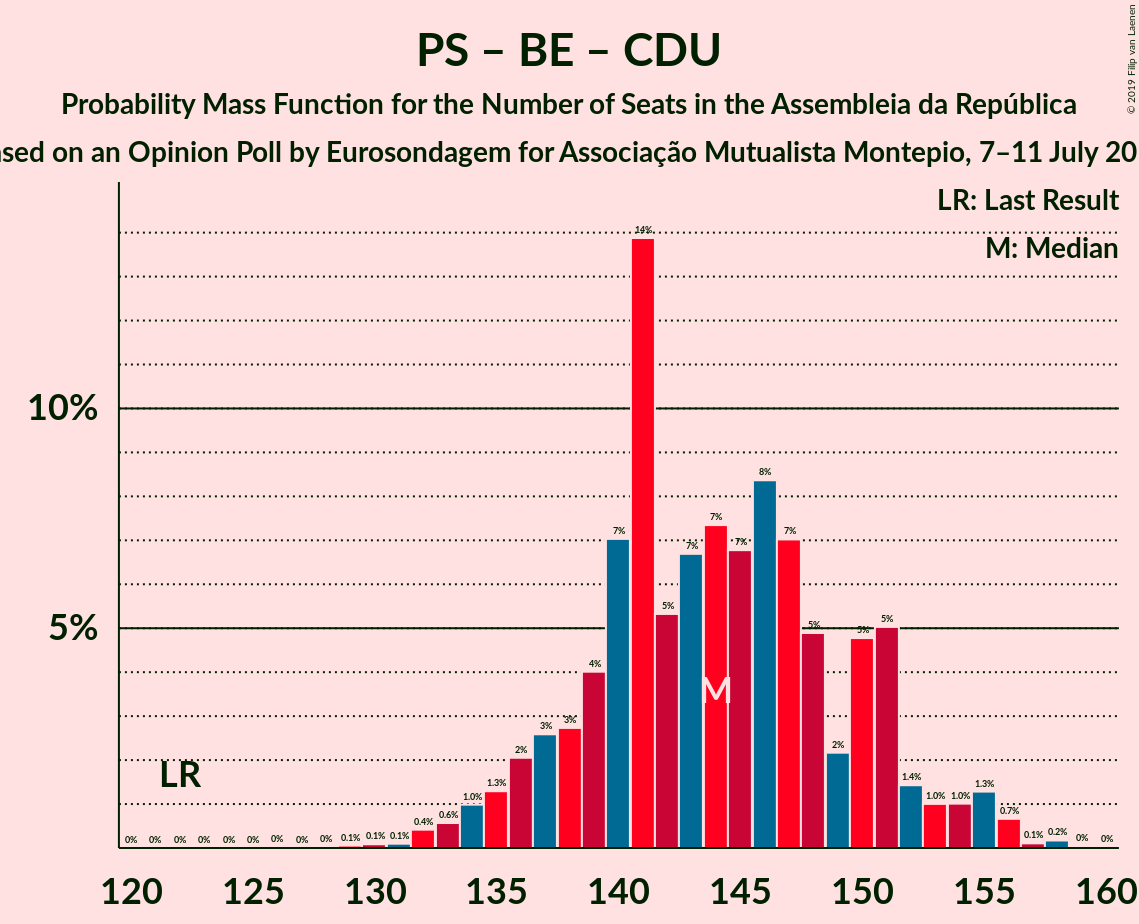 PS – BE – CDU
Probability Mass Function for the Number of Seats in the Assembleia da República
on an Opinion Poll by Eurosondagem for Associação Mutualista Montepio, 7–11 July
© 2019 Filip van Laenen
LR: Last Result
M: Median
10%
5%
LR
M
0% 0% 0% 0% 0% 0% 0% 0% 0% 0.1% 0.1% 0.1% 0.4% 0.6% 1.0% 1.3% 2% 3% 3% 4% 7% 14% 5% 7% 7% 7% 8% 7% 5% 2% 5% 5% 1.4% 1.0% 1.0% 1.3% 0.7% 0.1% 0.2% 0% 0%
120 125 130 135 140 145 150 155 160